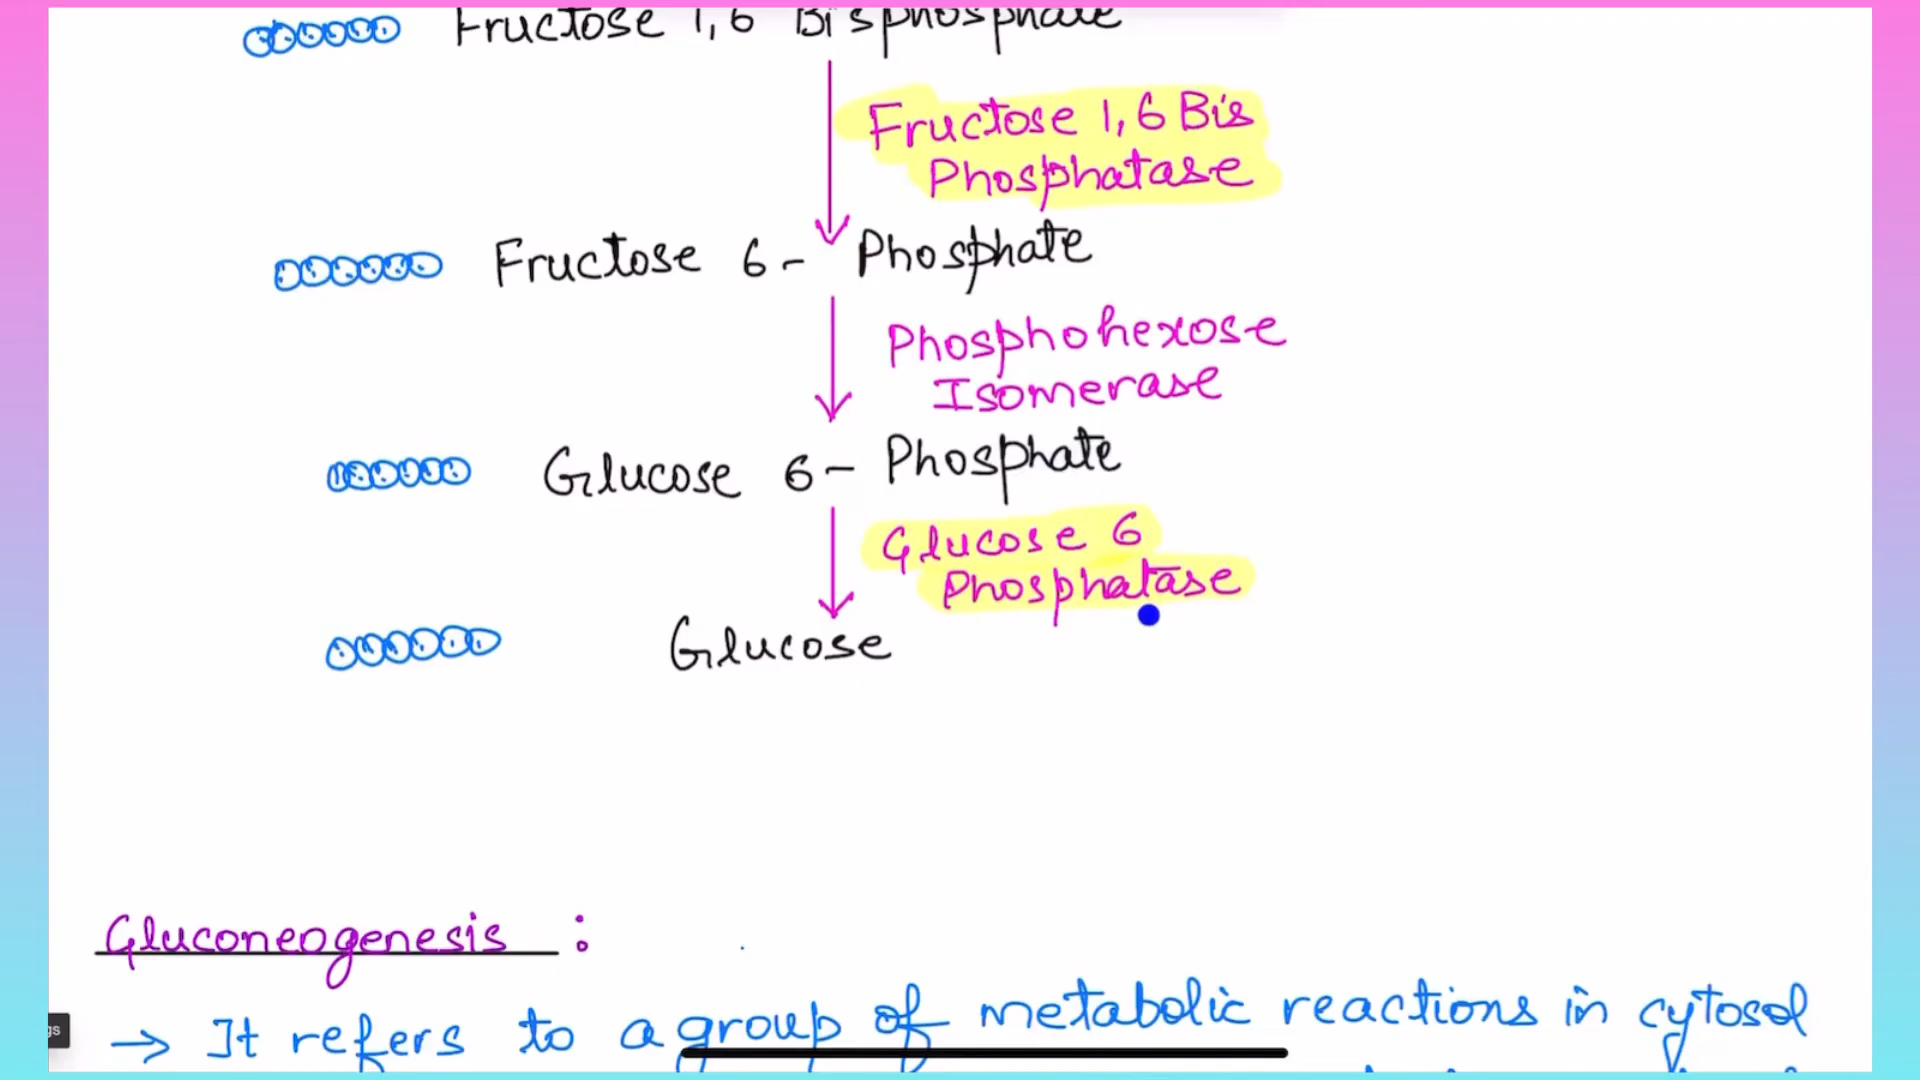 Fructose 1,6 Bisphosphate
Fructose 1,6 Bis
Phosphatase
Fructose 6- Phosphate
Phosphohexose
Isomerase
Glucose 6- Phosphate
Glucose 6
Phosphatase
Glucose
Gluconeogenesis :
→ It refers to a group of metabolic reactions in cytosol
gs